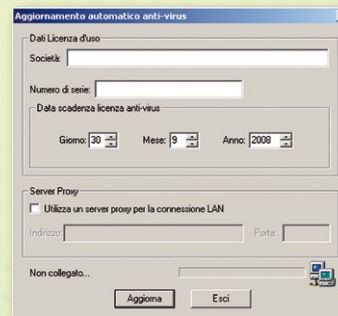 Aggiornamento automatico anti-virus
Dati Licenza d'uso
Società:
Numero di serie:
Data scadenza licenza anti-virus
Giorno: 30 Mese: 9 Anno: 2008
Server Proxy
Utilizza un server proxy per la connessione LAN
Indirizzo: Porta:
Non collegato...
Aggiorna Esci